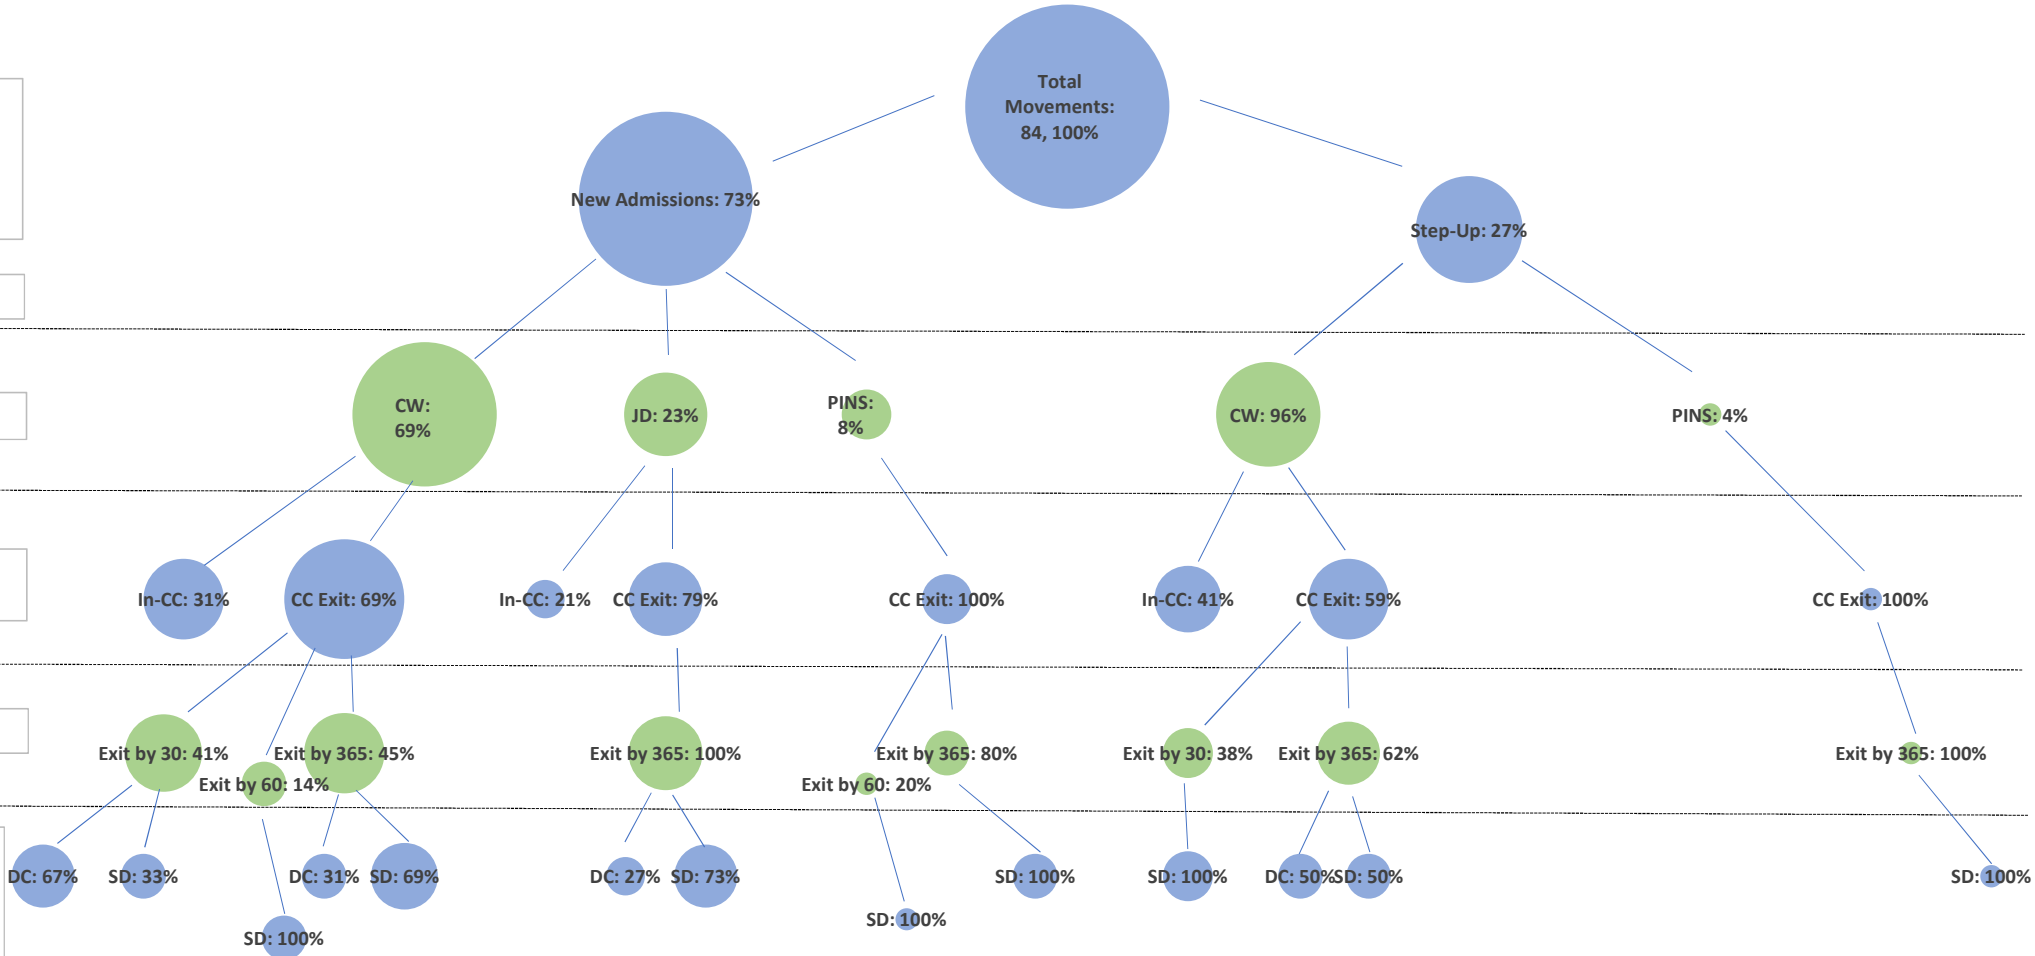 Total
Movements:
84, 100%
New Admissions: 73%
Step-Up: 27%
CW:
69%
JD: 23%
PINS:
8%
CW: 96%
PINS: 4%
In-CC: 31%
CC Exit: 69%
In-CC: 21%
CC Exit: 79%
CC Exit: 100%
In-CC: 41%
CC Exit: 59%
CC Exit: 100%
Exit by 30: 41%
Exit by 60: 14%
Exit by 365: 45%
Exit by 365: 100%
Exit by 60: 20%
Exit by 365: 80%
Exit by 30: 38%
Exit by 365: 62%
Exit by 365: 100%
DC: 67%
SD: 33%
SD: 100%
DC: 31%
SD: 69%
DC: 27%
SD: 73%
SD: 100%
SD: 100%
SD: 100%
DC: 50%
SD: 50%
SD: 100%